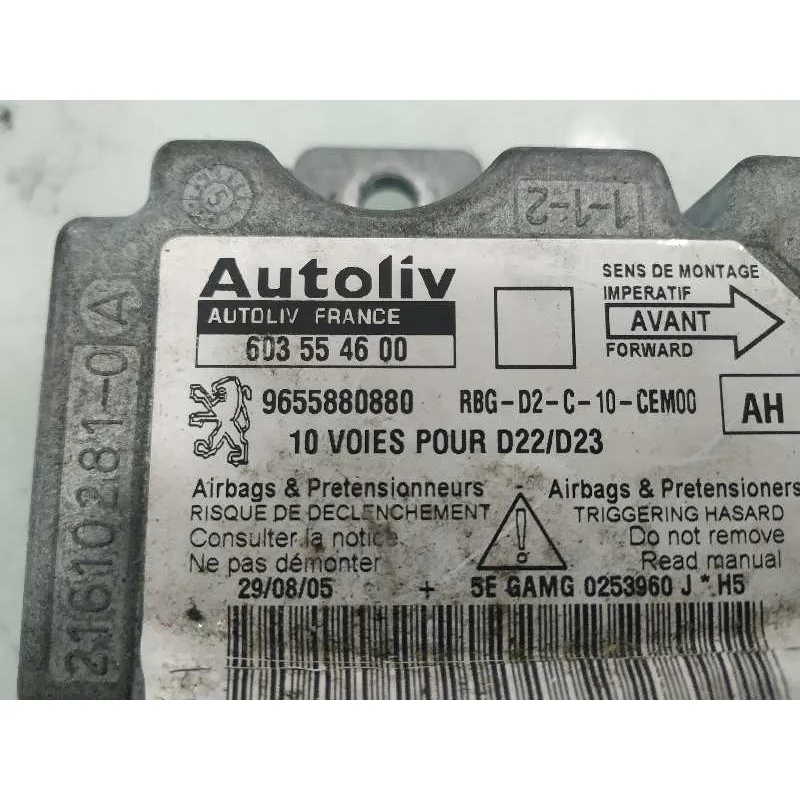 1-1-2
Autoliv
AUTOLIV FRANCE
603 55 46 00
SENS DE MONTAGE
IMPERATIF
AVANT
FORWARD
9655880880 RBG-D2-C-10-CEM00
AH
10 VOIES POUR D22/D23
Airbags & Pretensionneurs
RISQUE DE DECLENCHEMENT
Consulter la notice
Ne pas démonter
Airbags & Pretensioners
TRIGGERING HASARD
Do not remove
Read manual
29/08/05 + 5E GAMG 0253960 J * H5
21610281-0 A